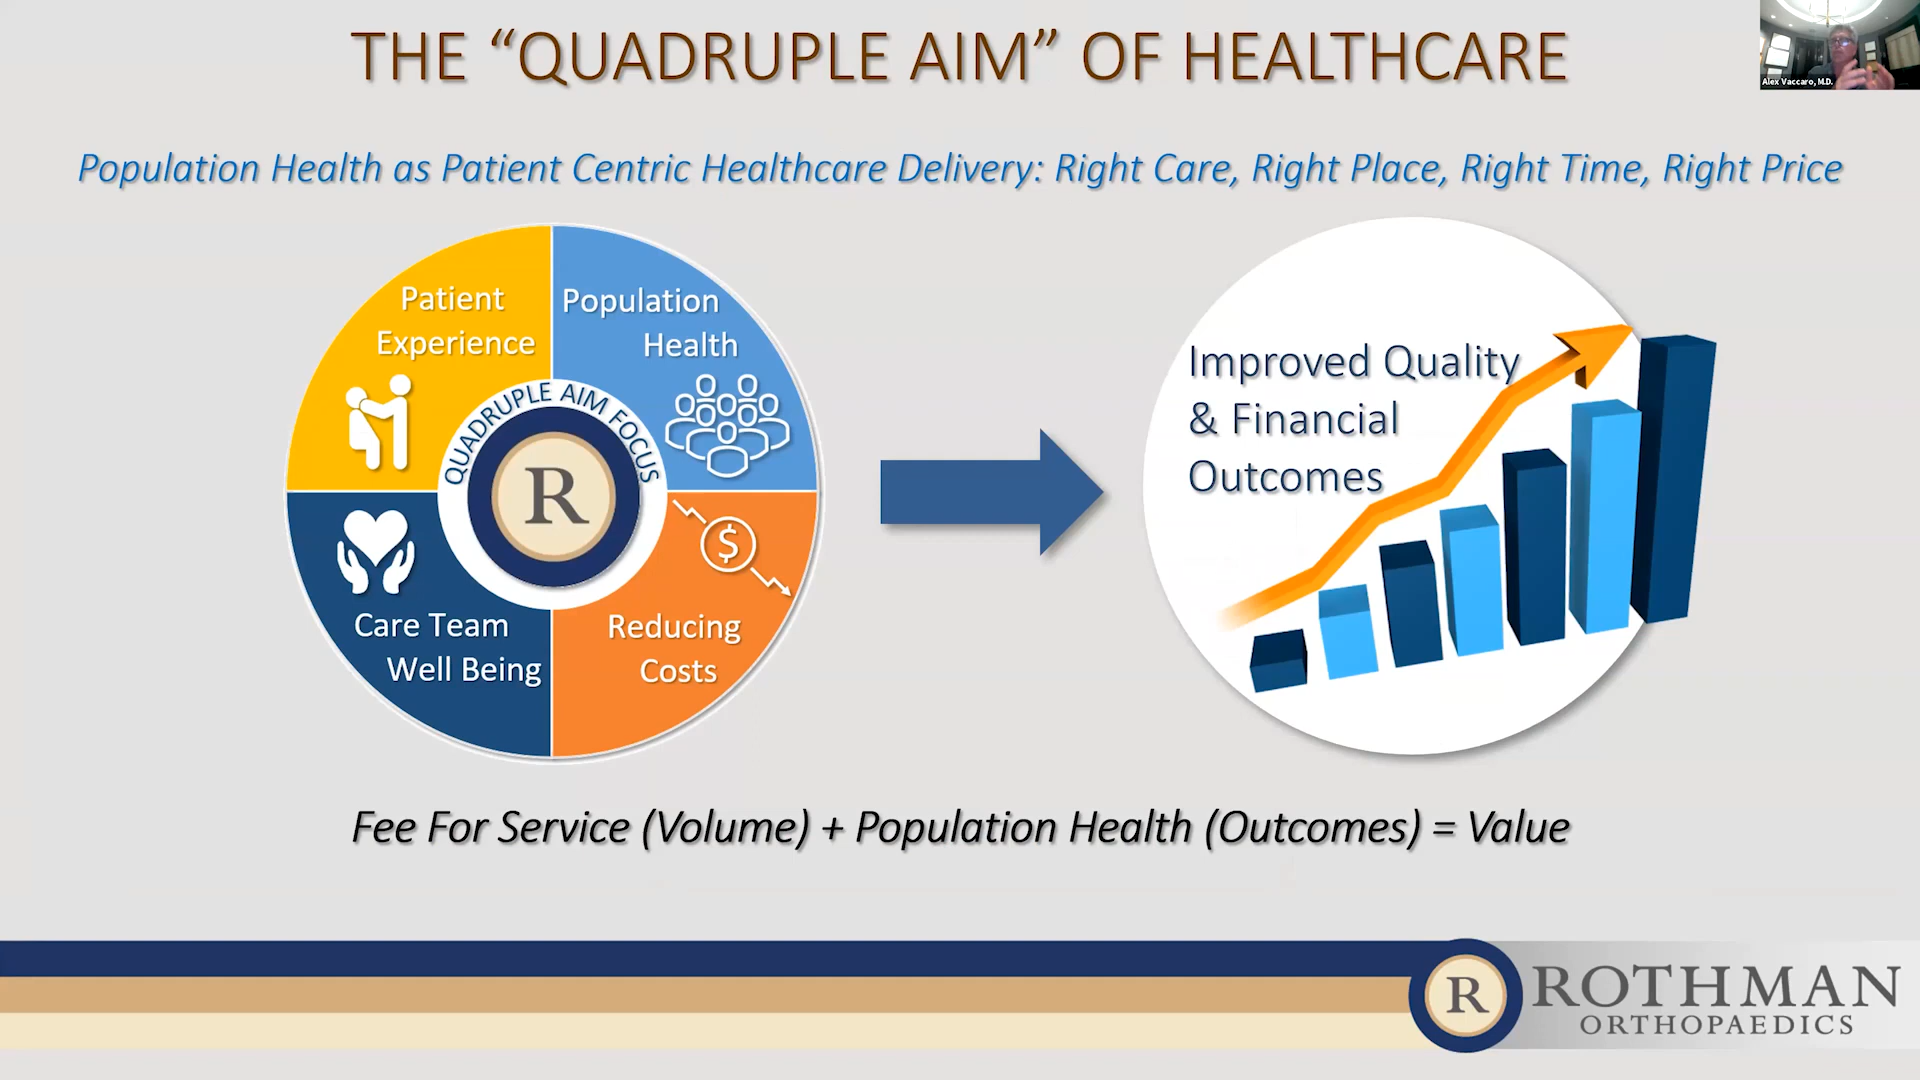 THE “QUADRUPLE AIM” OF HEALTHCARE
Alex Vaccaro, M.D.
Population Health as Patient Centric Healthcare Delivery: Right Care, Right Place, Right Time, Right Price
Patient
Experience
Population
Health
QUADRUPLE AIM FOCUS
R
$
Care Team
Well Being
Reducing
Costs
Improved Quality
& Financial
Outcomes
Fee For Service (Volume) + Population Health (Outcomes) = Value
R
ROTHMAN
ORTHOPAEDICS